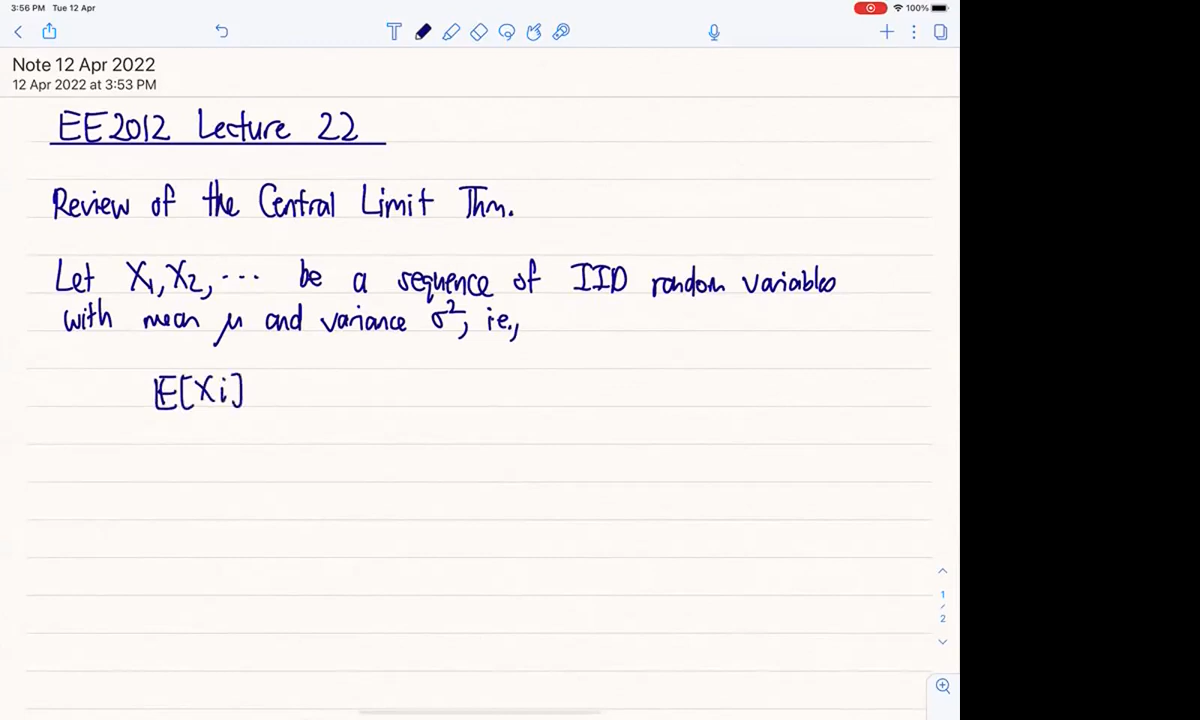 3:56 PM Tue 12 Apr
100%
Note 12 Apr 2022
12 Apr 2022 at 3:53 PM
EE2012 Lecture 22
Review of the Central Limit Thm.
Let X₁, X₂, ... be a sequence of IID random variables
with mean μ and variance σ², ie.,
𝔼[Xi]
1
/
2